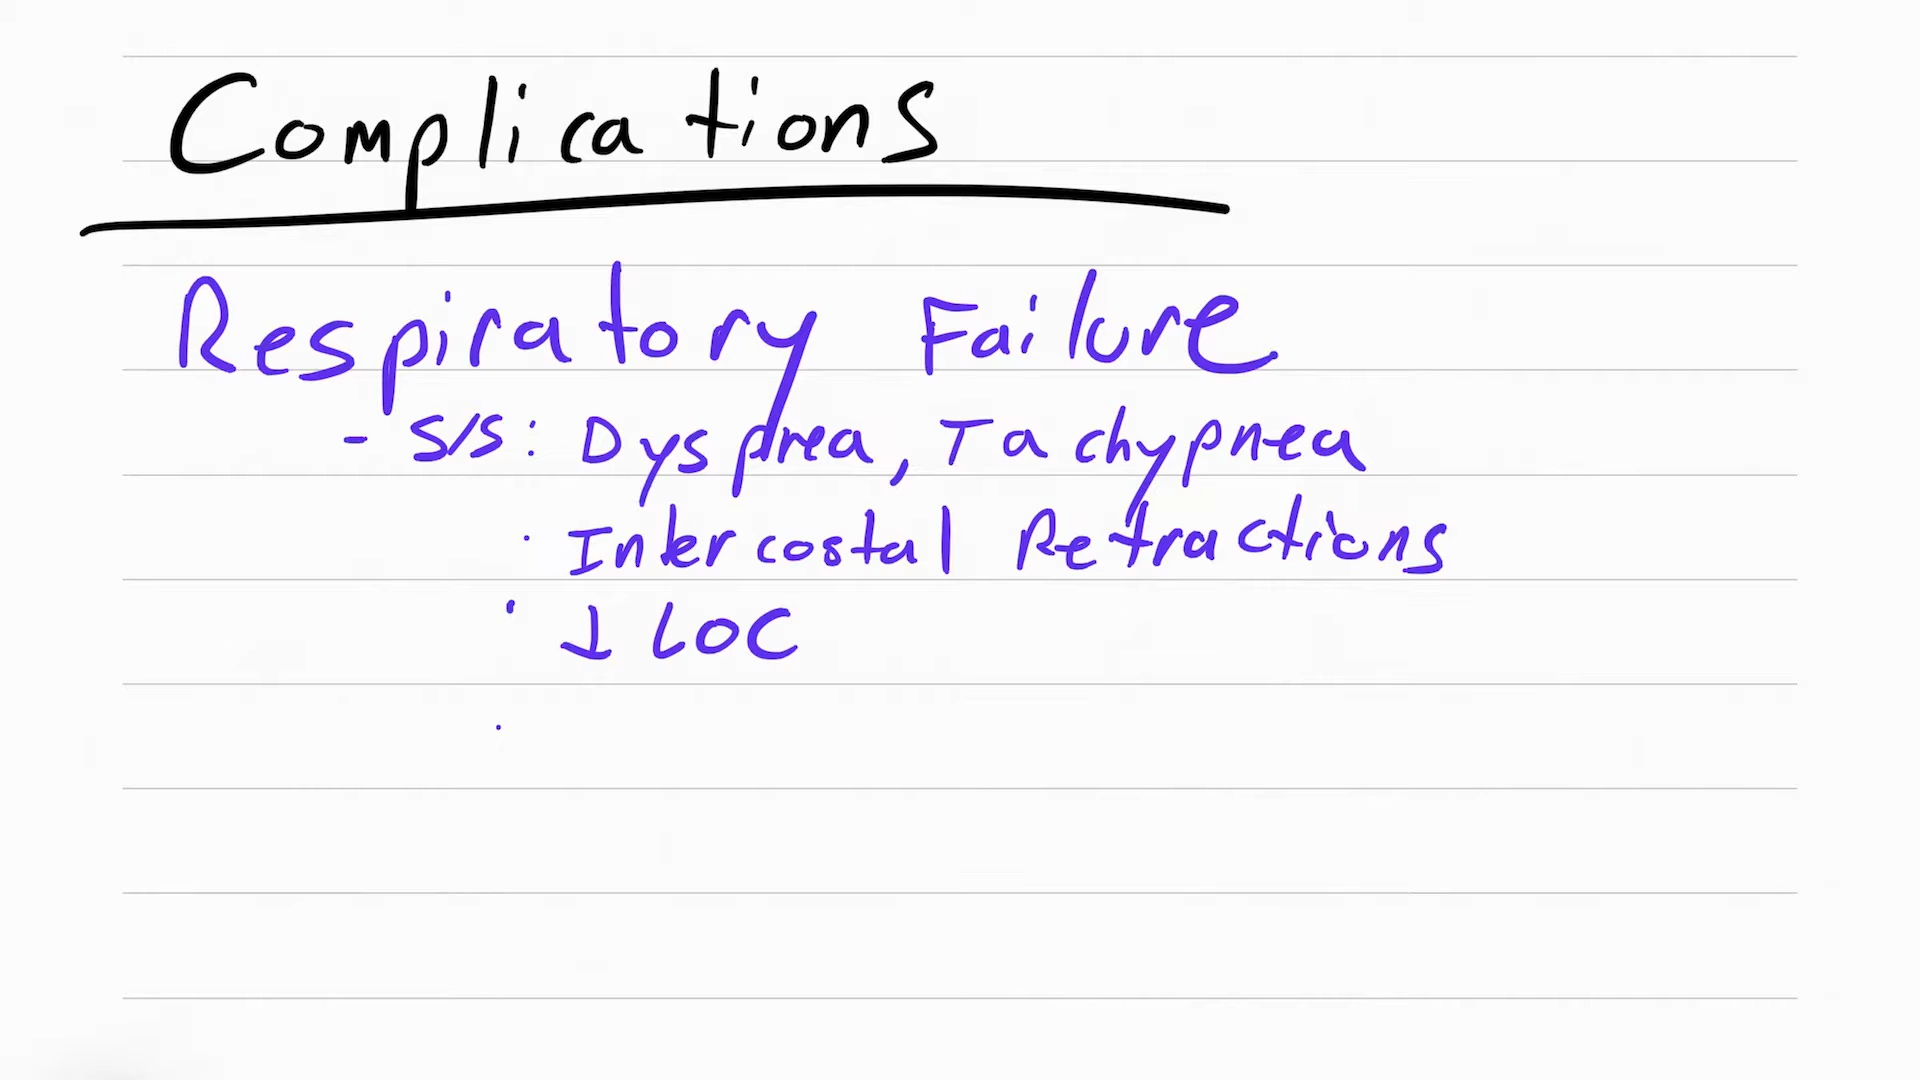 Complications
Respiratory Failure
- S/S: Dyspnea, Tachypnea
· Intercostal Retractions
· ↓ LOC
·